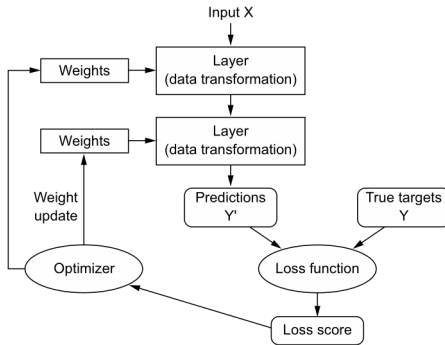 Input X
Weights
Layer
(data transformation)
Weights
Layer
(data transformation)
Weight
update
Predictions
Y'
True targets
Y
Optimizer
Loss function
Loss score